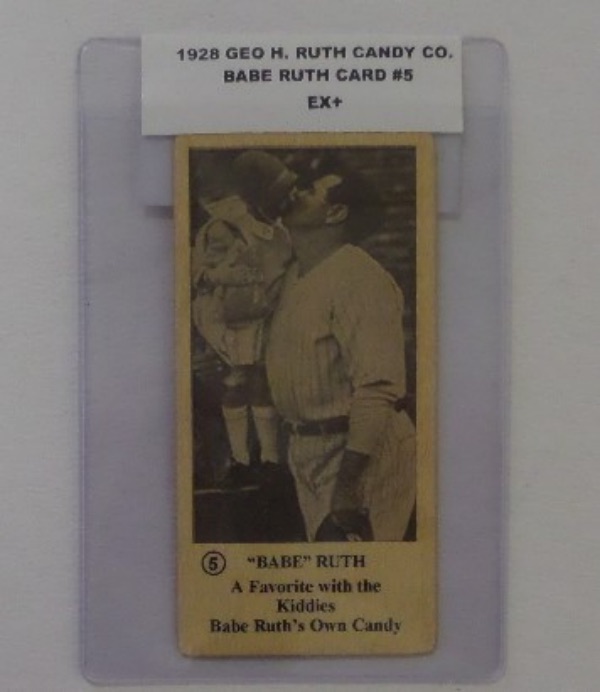 1928 GEO H. RUTH CANDY CO.
BABE RUTH CARD #5
EX+
5 "BABE" RUTH
A Favorite with the
Kiddies
Babe Ruth's Own Candy